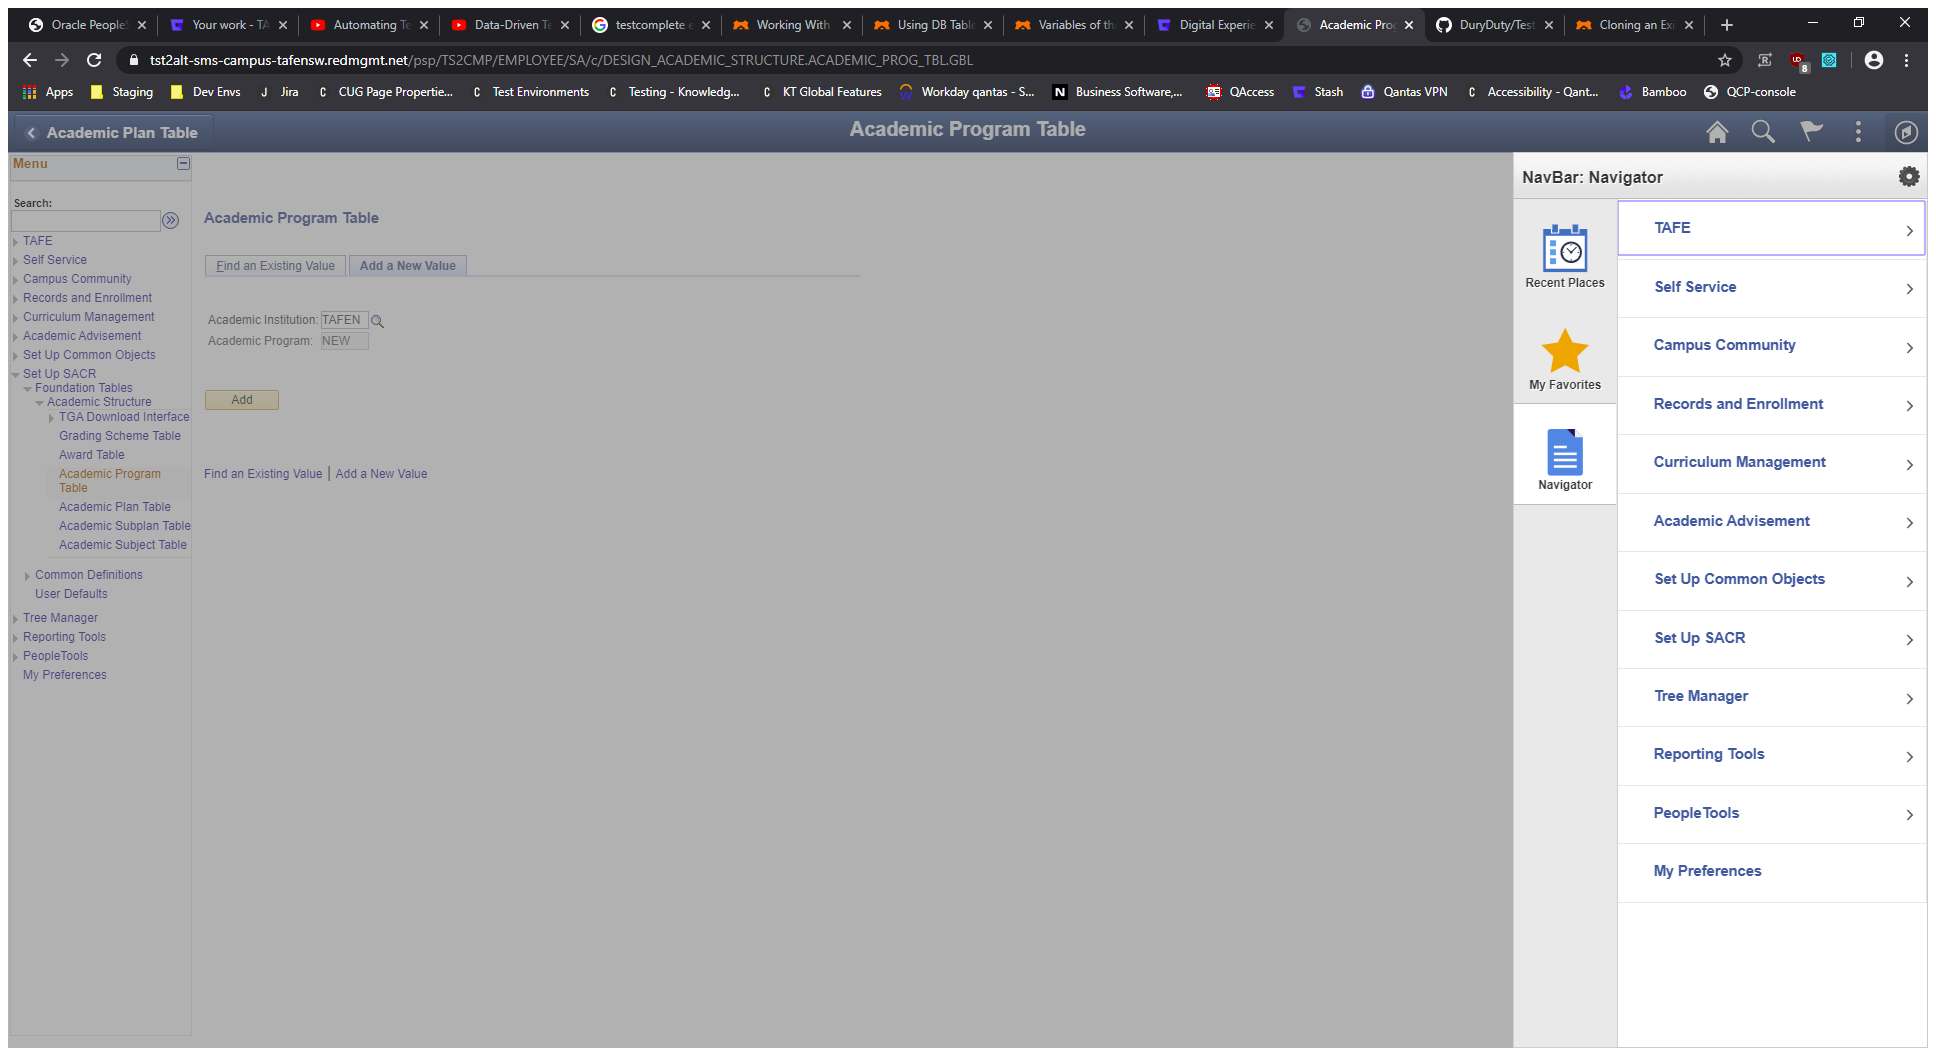 Oracle PeopleS
Your work - TA
Automating Te
Data-Driven Te
testcomplete e
Working With
Using DB Table
Variables of th
Digital Experie
Academic Prog
DuryDuty/Test
Cloning an Exi
tst2alt-sms-campus-tafensw.redmgmt.net/psp/TS2CMP/EMPLOYEE/SA/c/DESIGN_ACADEMIC_STRUCTURE.ACADEMIC_PROG_TBL.GBL
8
Apps
Staging
Dev Envs
J Jira
C CUG Page Propertie...
C Test Environments
C Testing - Knowledg...
C KT Global Features
Workday qantas - S...
N Business Software,...
QAccess
Stash
Qantas VPN
C Accessibility - Qant...
Bamboo
QCP-console
Academic Plan Table
Academic Program Table
Menu
Search:
TAFE
Self Service
Campus Community
Records and Enrollment
Curriculum Management
Academic Advisement
Set Up Common Objects
Set Up SACR
Foundation Tables
Academic Structure
TGA Download Interface
Grading Scheme Table
Award Table
Academic Program
Table
Academic Plan Table
Academic Subplan Table
Academic Subject Table
Common Definitions
User Defaults
Tree Manager
Reporting Tools
PeopleTools
My Preferences
Academic Program Table
Find an Existing Value
Add a New Value
Academic Institution: TAFEN
Academic Program: NEW
Add
Find an Existing Value | Add a New Value
NavBar: Navigator
Recent Places
My Favorites
Navigator
TAFE
Self Service
Campus Community
Records and Enrollment
Curriculum Management
Academic Advisement
Set Up Common Objects
Set Up SACR
Tree Manager
Reporting Tools
PeopleTools
My Preferences